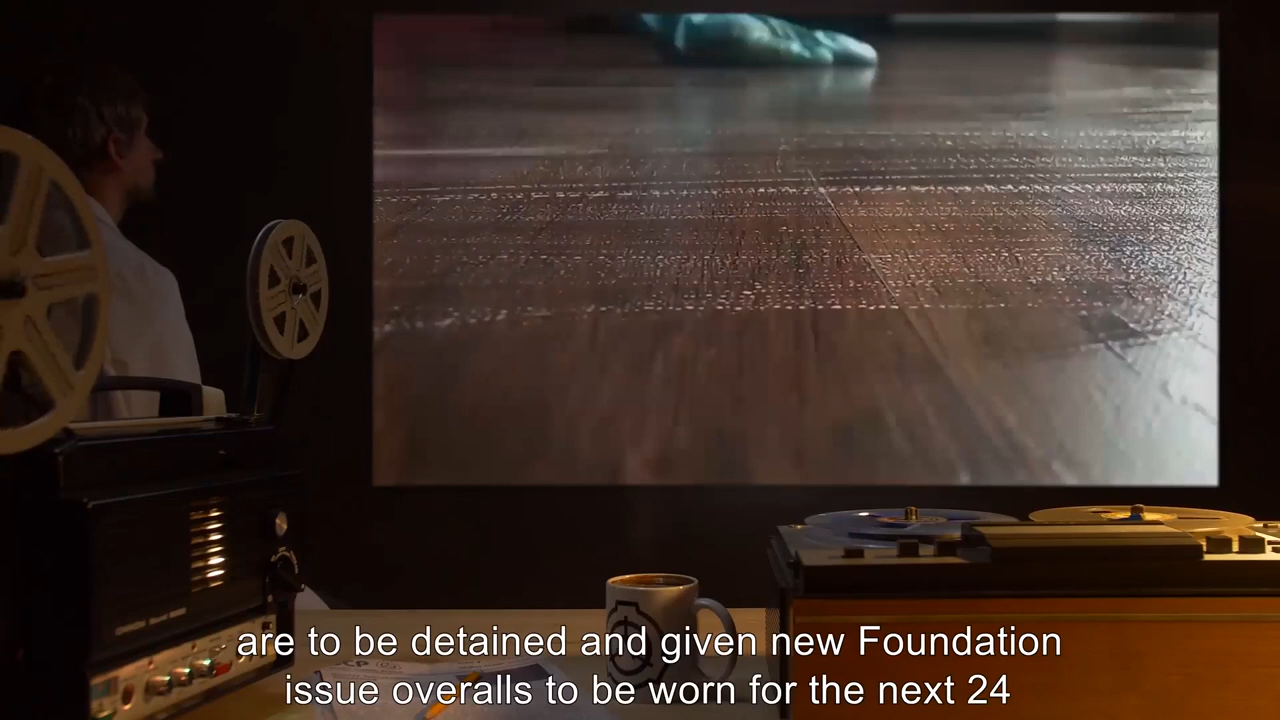 are to be detained and given new Foundation
issue overalls to be worn for the next 24